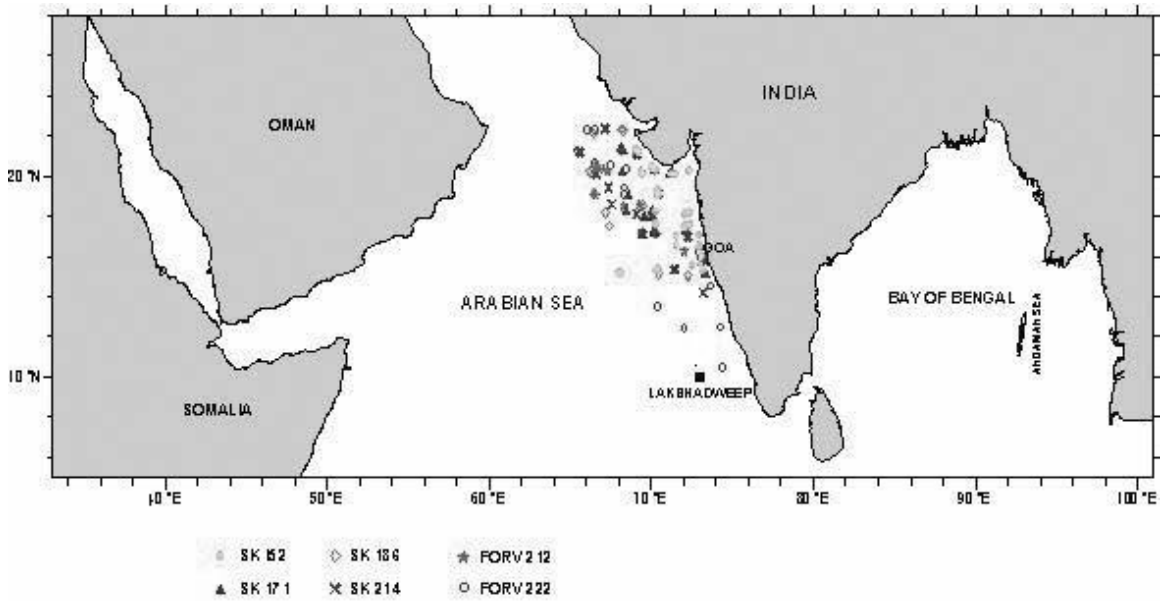 INDIA
OMAN
20 °N
GOA
ARABIAN SEA
BAY OF BENGAL
ANDAMAN SEA
10 °N
LAKSHADWEEP
SOMALIA
50 °E
60 °E
80 °E
90 °E
100 °E
SK 152 SK 186 FORV 212
SK 171 SK 214 FORV 222